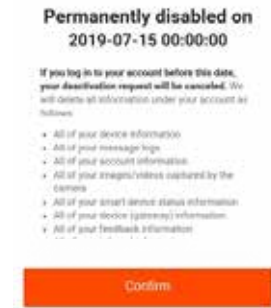 Permanently disabled on
2019-07-15 00:00:00
If you log in to your account before this date,
your deactivation request will be canceled. We
will delete all information under your account as
follows:
All of your device information
All of your message logs
All of your account information
All of your images/videos captured by the
camera
All of your smart device status information
All of your device (gateway) information
All of your feedback information
Confirm